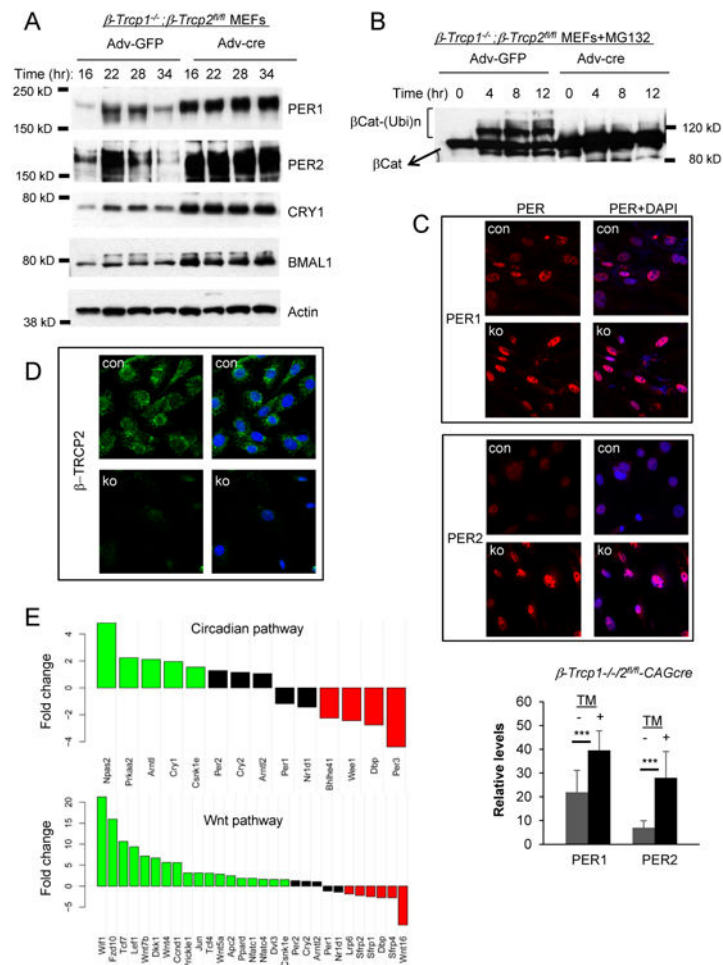 A
β-Trcp1-/-;β-Trcp2fl/fl MEFs
Adv-GFP Adv-cre
Time (hr): 16 22 28 34 16 22 28 34
250 kD
PER1
150 kD
PER2
150 kD
80 kD
CRY1
80 kD
BMAL1
Actin
38 kD
B
β-Trcp1-/-;β-Trcp2fl/fl MEFs+MG132
Adv-GFP Adv-cre
Time (hr) 0 4 8 12 0 4 8 12
βCat-(Ubi)n
120 kD
βCat
80 kD
C
PER PER+DAPI
con con
PER1
ko ko
con con
PER2
ko ko
β-Trcp1-/-/2fl/fl-CAGcre
TM TM
- + - +
*** ***
Relative levels
60
50
40
30
20
10
0
PER1 PER2
D
con
β-TRCP2
ko
E
Circadian pathway
Fold change
4
2
0
-2
-4
Npas2 Prkaa2 Arntl Cry1 Csnk1e Per2 Cry2 Arntl2 Per1 Nr1d1 Bhlhe41 Wee1 Dbp Per3
Wnt pathway
Fold change
20
15
10
5
0
-5
Wif1 Fzd10 Tcf7 Lef1 Wnt7b Dkk1 Wnt4 Ccnd1 Prickle1 Jun Tcf4 Wnt5a Apc2 Ppard Nfatc1 Nfatc4 Dvl3 Csnk1e Per2 Cry2 Arntl2 Per1 Nr1d1 Lrp6 Sfrp2 Sfrp1 Dbp Sfrp4 Wnt16